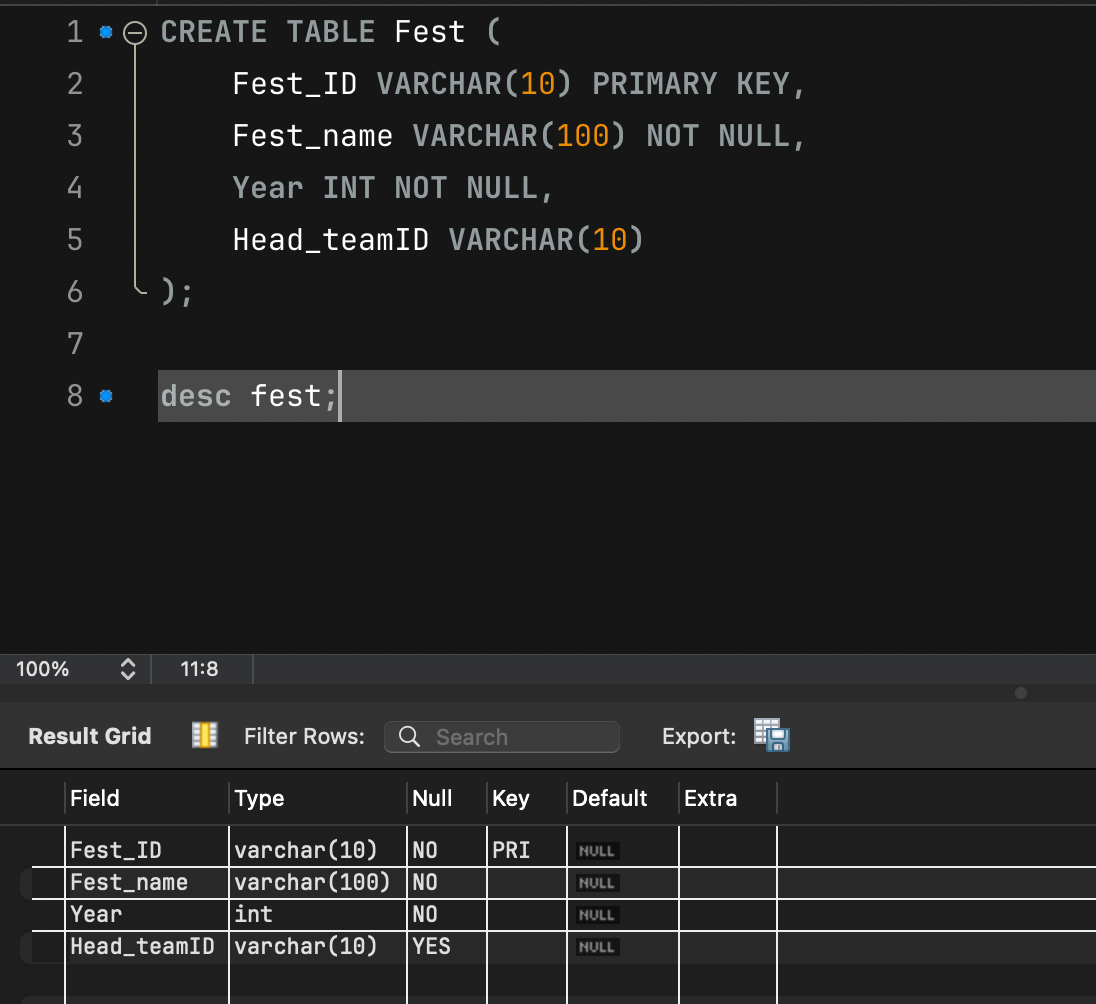 1 CREATE TABLE Fest (
2 Fest_ID VARCHAR(10) PRIMARY KEY,
3 Fest_name VARCHAR(100) NOT NULL,
4 Year INT NOT NULL,
5 Head_teamID VARCHAR(10)
6 );
7
8 desc fest;
100% 11:8
Result Grid Filter Rows: Search Export:
Field Type Null Key Default Extra
Fest_ID varchar(10) NO PRI NULL
Fest_name varchar(100) NO NULL
Year int NO NULL
Head_teamID varchar(10) YES NULL